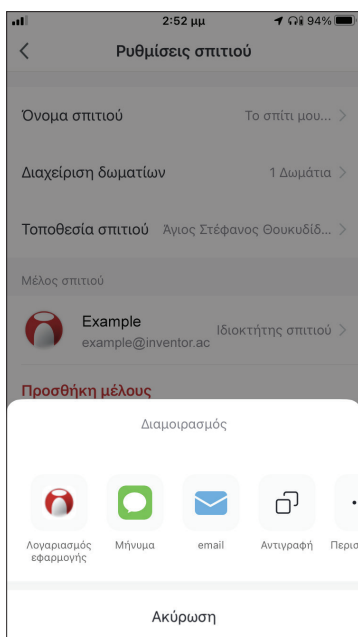 2:52 μμ
94%
Ρυθμίσεις σπιτιού
Όνομα σπιτιού Το σπίτι μου...
Διαχείριση δωματίων 1 Δωμάτια
Τοποθεσία σπιτιού Άγιος Στέφανος Θουκυδίδ...
Μέλος σπιτιού
Example
example@inventor.ac
Ιδιοκτήτης σπιτιού
Προσθήκη μέλους
Διαμοιρασμός
Λογαριασμός εφαρμογής
Μήνυμα
email
Αντιγραφή
Ακύρωση